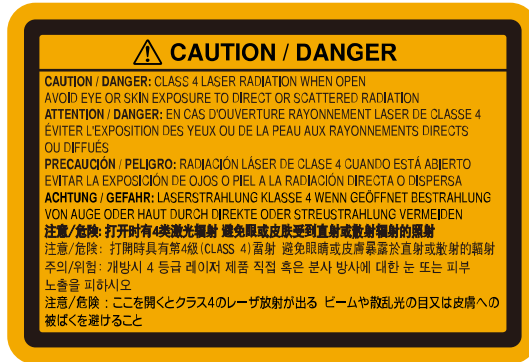 ⚠ CAUTION / DANGER
CAUTION / DANGER: CLASS 4 LASER RADIATION WHEN OPEN
AVOID EYE OR SKIN EXPOSURE TO DIRECT OR SCATTERED RADIATION
ATTENTION / DANGER: EN CAS D'OUVERTURE RAYONNEMENT LASER DE CLASSE 4
ÉVITER L'EXPOSITION DES YEUX OU DE LA PEAU AUX RAYONNEMENTS DIRECTS
OU DIFFUÉS
PRECAUCIÓN / PELIGRO: RADIACIÓN LÁSER DE CLASE 4 CUANDO ESTÁ ABIERTO
EVITAR LA EXPOSICIÓN DE OJOS O PIEL A LA RADIACIÓN DIRECTA O DISPERSA
ACHTUNG / GEFAHR: LASERSTRAHLUNG KLASSE 4 WENN GEÖFFNET BESTRAHLUNG
VON AUGE ODER HAUT DURCH DIREKTE ODER STREUSTRAHLUNG VERMEIDEN
注意/危险: 打开时有4类激光辐射 避免眼或皮肤受到直射或散射辐射的照射
注意/危險: 打開時具有第4級(CLASS 4)雷射 避免眼睛或皮膚暴露於直射或散射的輻射
주의/위험: 개방시 4 등급 레이저 제품 직접 혹은 분사 방사에 대한 눈 또는 피부
노출을 피하시오
注意/危険：ここを開くとクラス4のレーザ放射が出る ビームや散乱光の目又は皮膚への
被ばくを避けること